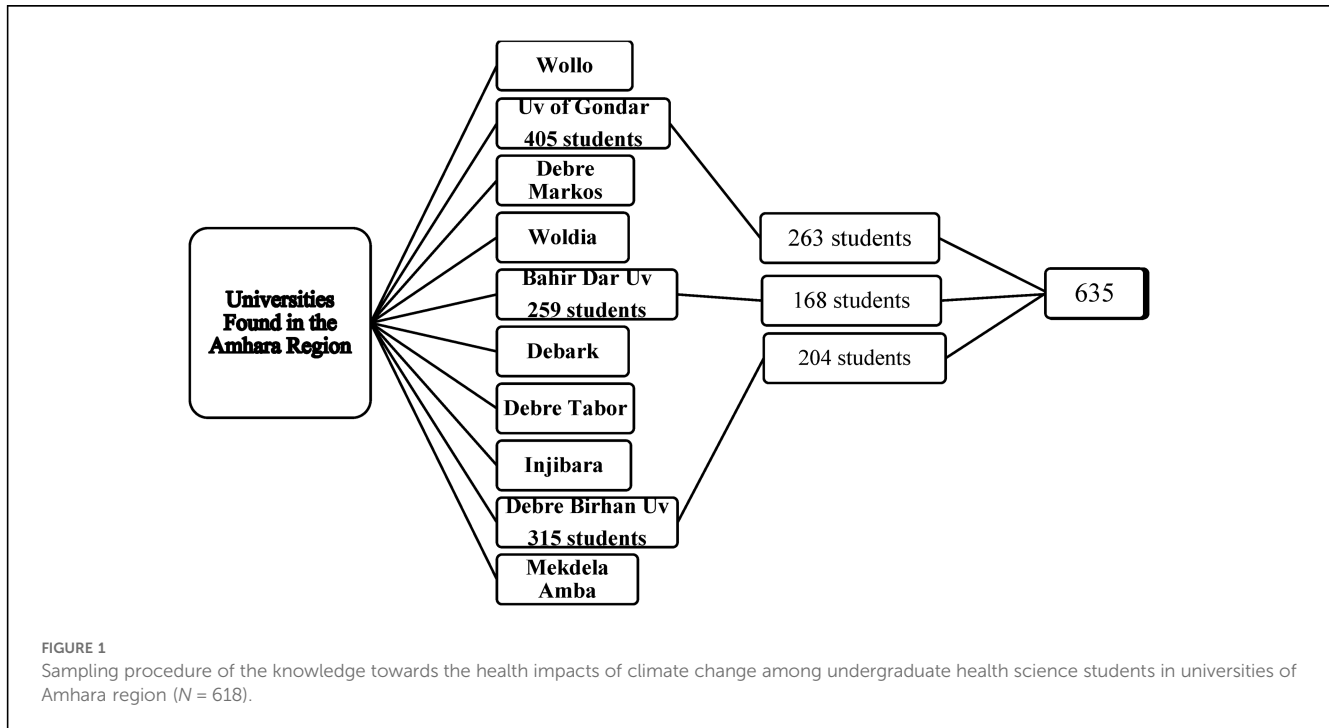 Universities
Found in the
Amhara Region
Wollo
Uv of Gondar
405 students
Debre
Markos
Woldia
Bahir Dar Uv
259 students
Debark
Debre Tabor
Injibara
Debre Birhan Uv
315 students
Mekdela
Amba
263 students
168 students
204 students
635
FIGURE 1
Sampling procedure of the knowledge towards the health impacts of climate change among undergraduate health science students in universities of
Amhara region (N = 618).